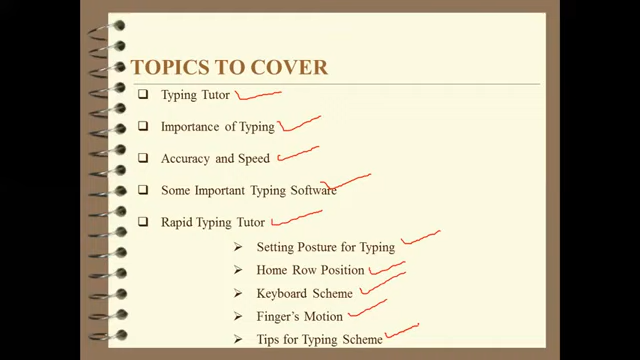 TOPICS TO COVER
Typing Tutor
Importance of Typing
Accuracy and Speed
Some Important Typing Software
Rapid Typing Tutor
Setting Posture for Typing
Home Row Position
Keyboard Scheme
Finger's Motion
Tips for Typing Scheme